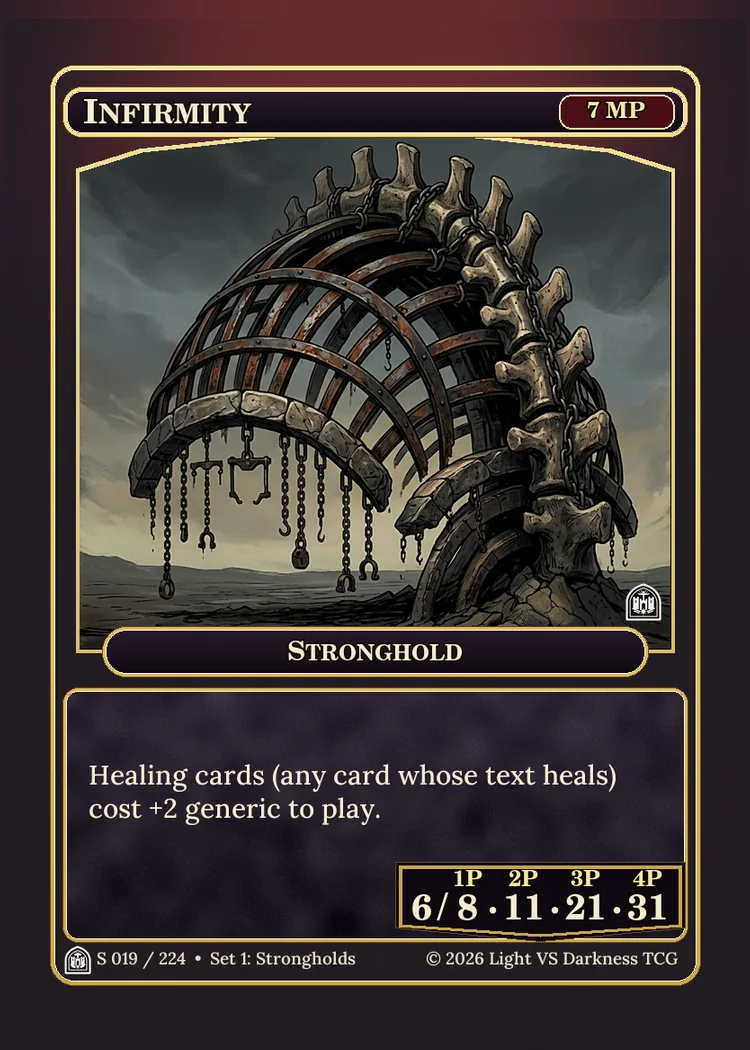 Infirmity
7 MP
Stronghold
Healing cards (any card whose text heals)
cost +2 generic to play.
1P 2P 3P 4P
6/8·11·21·31
S 019 / 224 • Set 1: Strongholds
© 2026 Light VS Darkness TCG